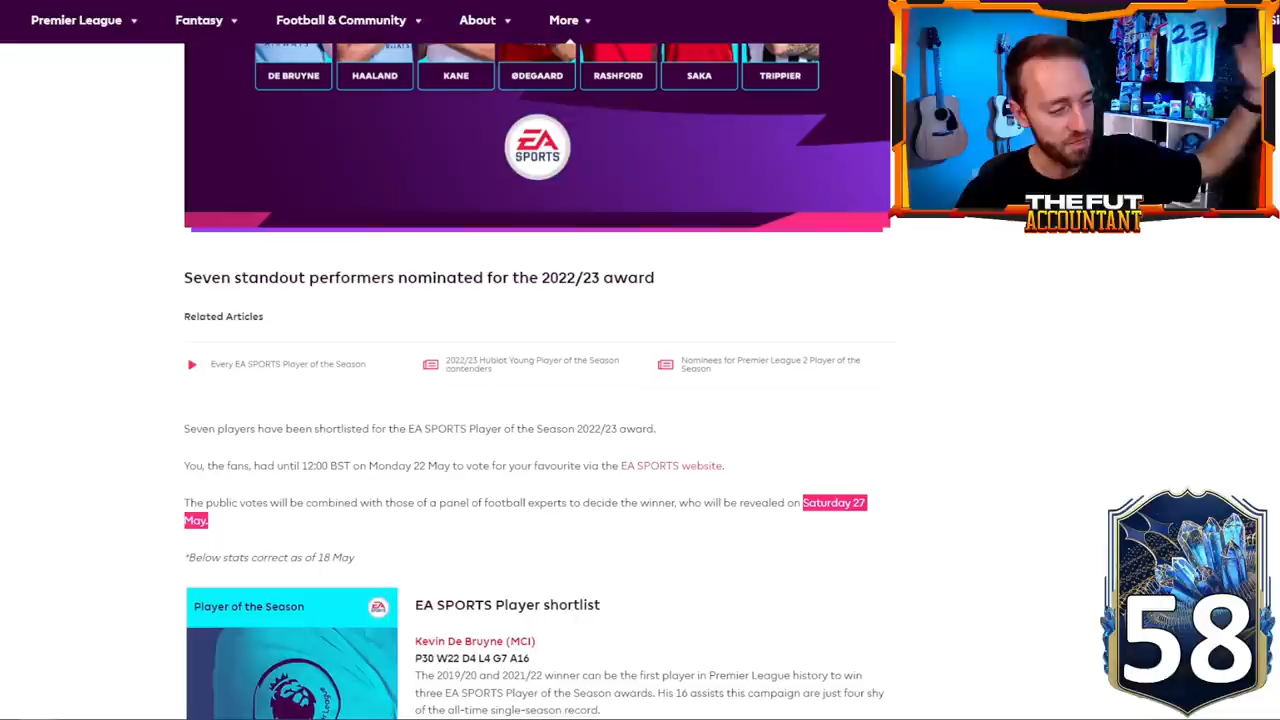 Premier League Fantasy Football & Community About More
DE BRUYNE HAALAND KANE ØDEGAARD RASHFORD SAKA TRIPPIER
EA
SPORTS
23
THE FUT
ACCOUNTANT
Seven standout performers nominated for the 2022/23 award
Related Articles
Every EA SPORTS Player of the Season
2022/23 Hublot Young Player of the Season
contenders
Nominees for Premier League 2 Player of the
Season
Seven players have been shortlisted for the EA SPORTS Player of the Season 2022/23 award.
You, the fans, had until 12:00 BST on Monday 22 May to vote for your favourite via the EA SPORTS website.
The public votes will be combined with those of a panel of football experts to decide the winner, who will be revealed on Saturday 27
May.
*Below stats correct as of 18 May
Player of the Season
EA SPORTS Player shortlist
Kevin De Bruyne (MCI)
P30 W22 D4 L4 G7 A16
The 2019/20 and 2021/22 winner can be the first player in Premier League history to win
three EA SPORTS Player of the Season awards. His 16 assists this campaign are just four shy
of the all-time single-season record.
58